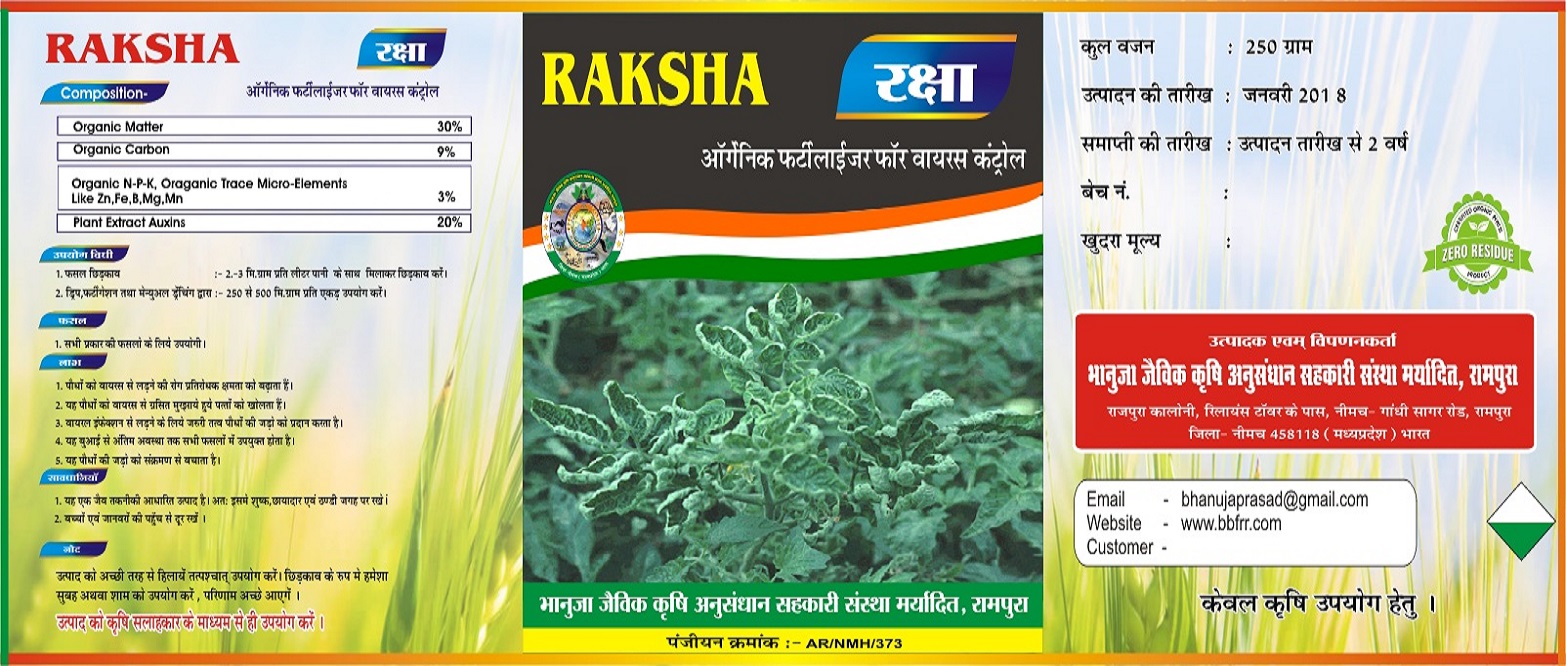 RAKSHA
रक्षा
Composition-
ऑर्गेनिक फर्टीलाईजर फॉर वायरस कंट्रोल
Organic Matter 30%
Organic Carbon 9%
Organic N-P-K, Oraganic Trace Micro-Elements
Like Zn,Fe,B,Mg,Mn 3%
Plant Extract Auxins 20%
उपयोग विधी
1. फसल छिड़काव :- 2.-3 मि.ग्राम प्रति लीटर पानी के साथ मिलाकर छिड़काव करें।
2. ड्रिप,फर्टीगेशन तथा मेन्युअल ड्रेंचिंग द्वारा :- 250 से 500 मि.ग्राम प्रति एकड़ उपयोग करें।
फसल
1. सभी प्रकार की फसलों के लिये उपयोगी।
लाभ
1. पौधों को वायरस से लड़ने की रोग प्रतिरोधक क्षमता को बढ़ाता हैं।
2. यह पौधों को वायरस से ग्रसित मुरझाये हुये पत्तों को खोलता हैं।
3. वायरल इंफेक्शन से लड़ने के लिये जरुरी तत्व पौधों की जड़ो को प्रदान करता है।
4. यह बुआई से अंतिम अवस्था तक सभी फसलों में उपयुक्त होता है।
5. यह पौधों की जड़ों को संक्रमण से बचाता है।
सावधानियाँ
1. यह एक जैव तकनीकी आधारित उत्पाद है। अतः इसमें शुष्क,छायादार एवं ठण्डी जगह पर रखें।
2. बच्चों एवं जानवरों की पहुँच से दूर रखें ।
नोट
उत्पाद को अच्छी तरह से हिलायें तत्पश्चात् उपयोग करें। छिड़काव के रुप मे हमेशा
सुबह अथवा शाम को उपयोग करें , परिणाम अच्छे आएगें ।
उत्पाद को कृषि सलाहकार के माध्यम से ही उपयोग करें ।
RAKSHA
रक्षा
ऑर्गेनिक फर्टीलाईजर फॉर वायरस कंट्रोल
भानुजा जैविक कृषि अनुसंधान सहकारी संस्था मर्यादित, रामपुरा
पंजीयन क्रमांक :- AR/NMH/373
कुल वजन : 250 ग्राम
उत्पादन की तारीख : जनवरी 2018
समाप्ती की तारीख : उत्पादन तारीख से 2 वर्ष
बेच नं. :
खुदरा मूल्य :
ZERO RESIDUE
PRODUCT
उत्पादक एवम् विपणनकर्ता
भानुजा जैविक कृषि अनुसंधान सहकारी संस्था मर्यादित, रामपुरा
राजपुरा कालोनी, रिलायंस टॉवर के पास, नीमच- गांधी सागर रोड, रामपुरा
जिला- नीमच 458118 ( मध्यप्रदेश ) भारत
Email - bhanujaprasad@gmail.com
Website - www.bbfrr.com
Customer -
केवल कृषि उपयोग हेतु ।